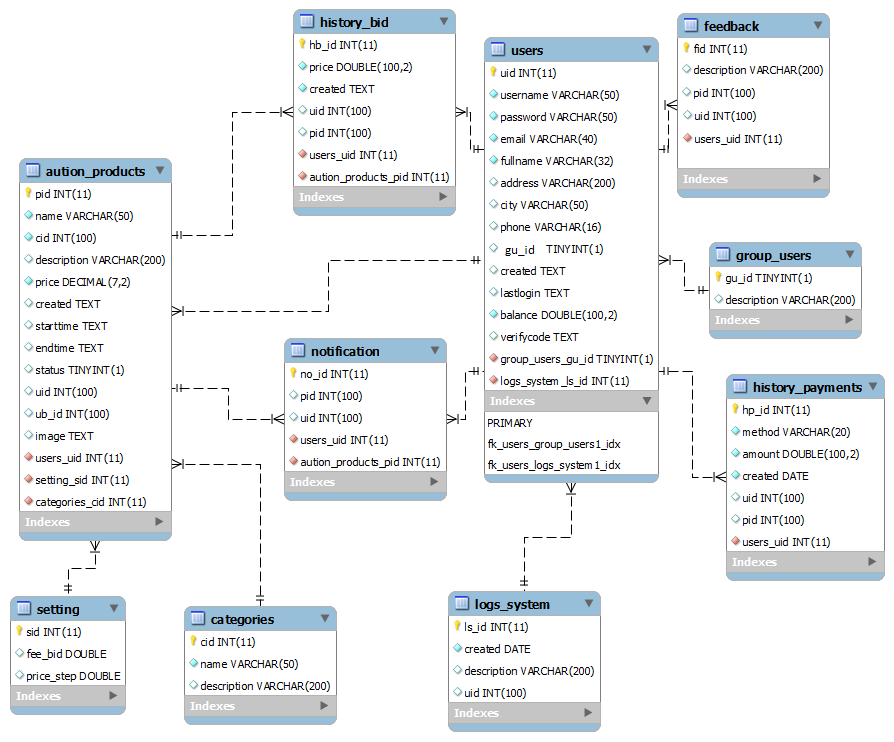 history_bid
hb_id INT(11)
price DOUBLE(100,2)
created TEXT
uid INT(100)
pid INT(100)
users_uid INT(11)
aution_products_pid INT(11)
Indexes
users
uid INT(11)
username VARCHAR(50)
password VARCHAR(50)
email VARCHAR(40)
fullname VARCHAR(32)
address VARCHAR(200)
city VARCHAR(50)
phone VARCHAR(16)
gu_id TINYINT(1)
created TEXT
lastlogin TEXT
balance DOUBLE(100,2)
verifycode TEXT
group_users_gu_id TINYINT(1)
logs_system_ls_id INT(11)
Indexes
PRIMARY
fk_users_group_users1_idx
fk_users_logs_system1_idx
feedback
fid INT(11)
description VARCHAR(200)
pid INT(100)
uid INT(100)
users_uid INT(11)
Indexes
aution_products
pid INT(11)
name VARCHAR(50)
cid INT(100)
description VARCHAR(200)
price DECIMAL(7,2)
created TEXT
starttime TEXT
endtime TEXT
status TINYINT(1)
uid INT(100)
ub_id INT(100)
image TEXT
users_uid INT(11)
setting_sid INT(11)
categories_cid INT(11)
Indexes
group_users
gu_id TINYINT(1)
description VARCHAR(200)
Indexes
notification
no_id INT(11)
pid INT(100)
uid INT(100)
users_uid INT(11)
aution_products_pid INT(11)
Indexes
history_payments
hp_id INT(11)
method VARCHAR(20)
amount DOUBLE(100,2)
created DATE
uid INT(100)
pid INT(100)
users_uid INT(11)
Indexes
setting
sid INT(11)
fee_bid DOUBLE
price_step DOUBLE
Indexes
categories
cid INT(11)
name VARCHAR(50)
description VARCHAR(200)
Indexes
logs_system
ls_id INT(11)
created DATE
description VARCHAR(200)
uid INT(100)
Indexes